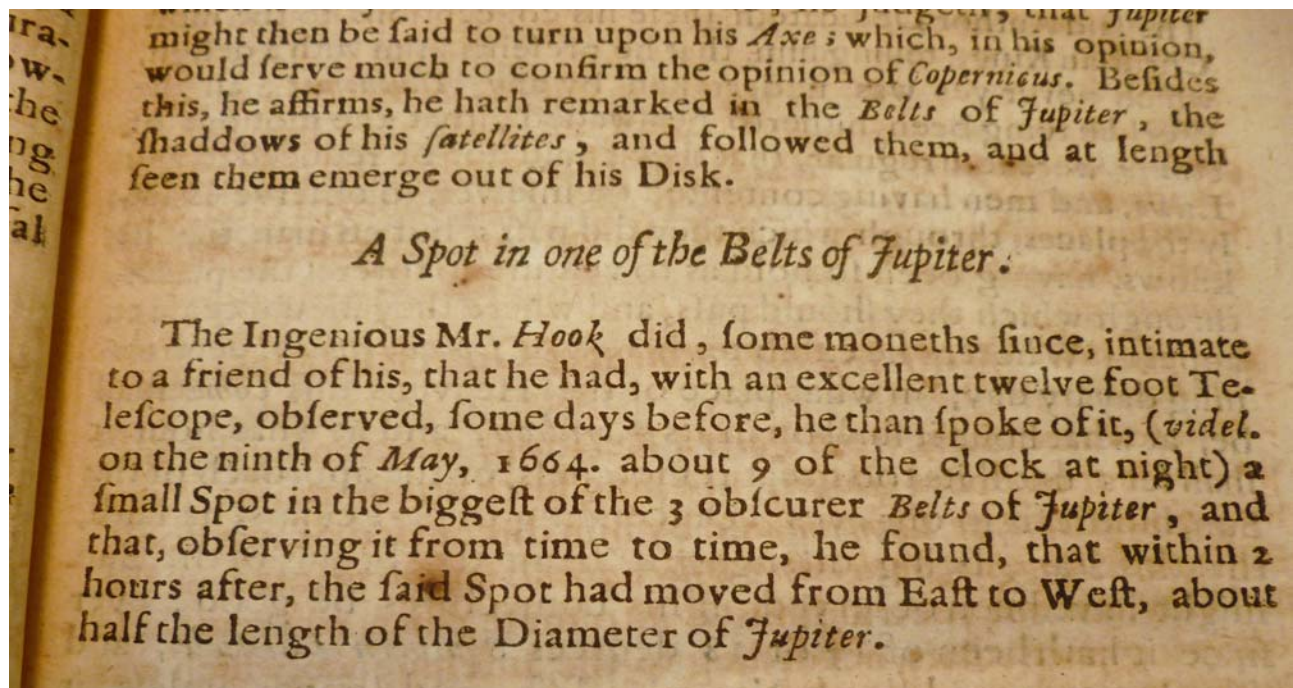 Jupiter
might then be ſaid to turn upon his Axe; which, in his opinion,
would ſerve much to confirm the opinion of Copernicus. Beſides
this, he affirms, he hath remarked in the Belts of Jupiter, the
ſhaddows of his ſatellites, and followed them, and at length
ſeen them emerge out of his Disk.
A Spot in one of the Belts of Jupiter.
The Ingenious Mr. Hook did, ſome moneths ſince, intimate
to a friend of his, that he had, with an excellent twelve foot Te-
leſcope, obſerved, ſome days before, he than ſpoke of it, (videl.
on the ninth of May, 1664. about 9 of the clock at night) a
ſmall Spot in the biggeſt of the 3 obſcurer Belts of Jupiter, and
that, obſerving it from time to time, he found, that within 2
hours after, the ſaid Spot had moved from Eaſt to Weſt, about
half the length of the Diameter of Jupiter.